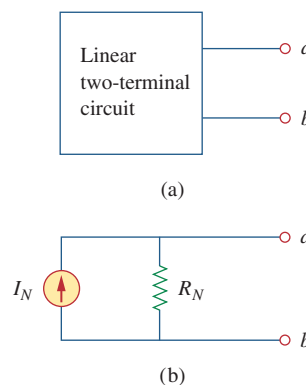 Linear
two-terminal
circuit
a
b
(a)
a
I_N
R_N
b
(b)